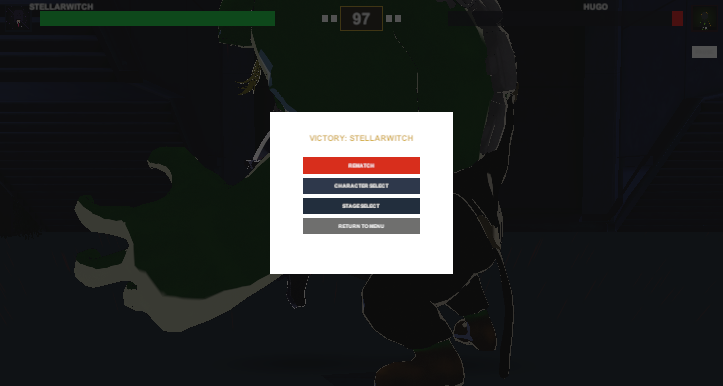 STELLARWITCH
97
HUGO
VICTORY: STELLARWITCH
REMATCH
CHARACTER SELECT
STAGE SELECT
RETURN TO MENU